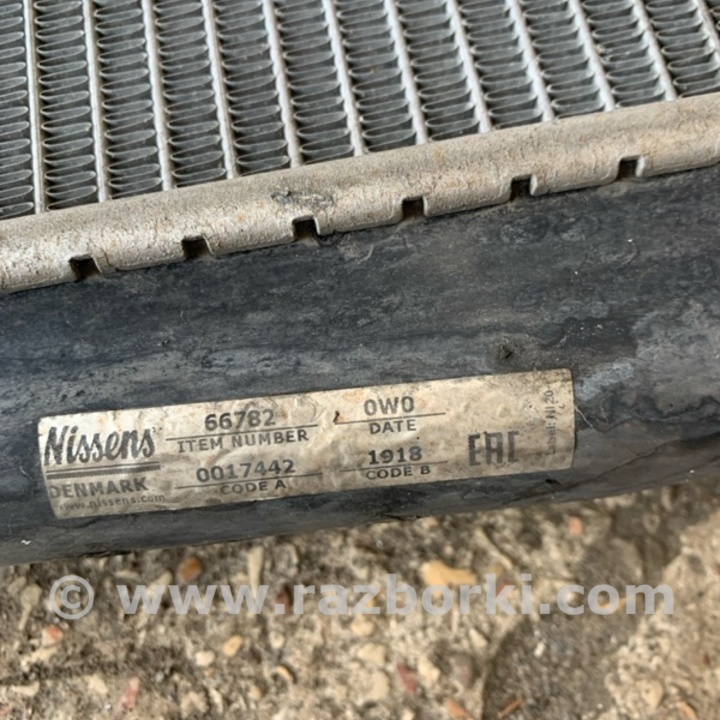 Nissens
DENMARK
www.nissens.com
66782
ITEM NUMBER
0W0
DATE
0017442
CODE A
1918
CODE B
EAC
© www.razborki.com